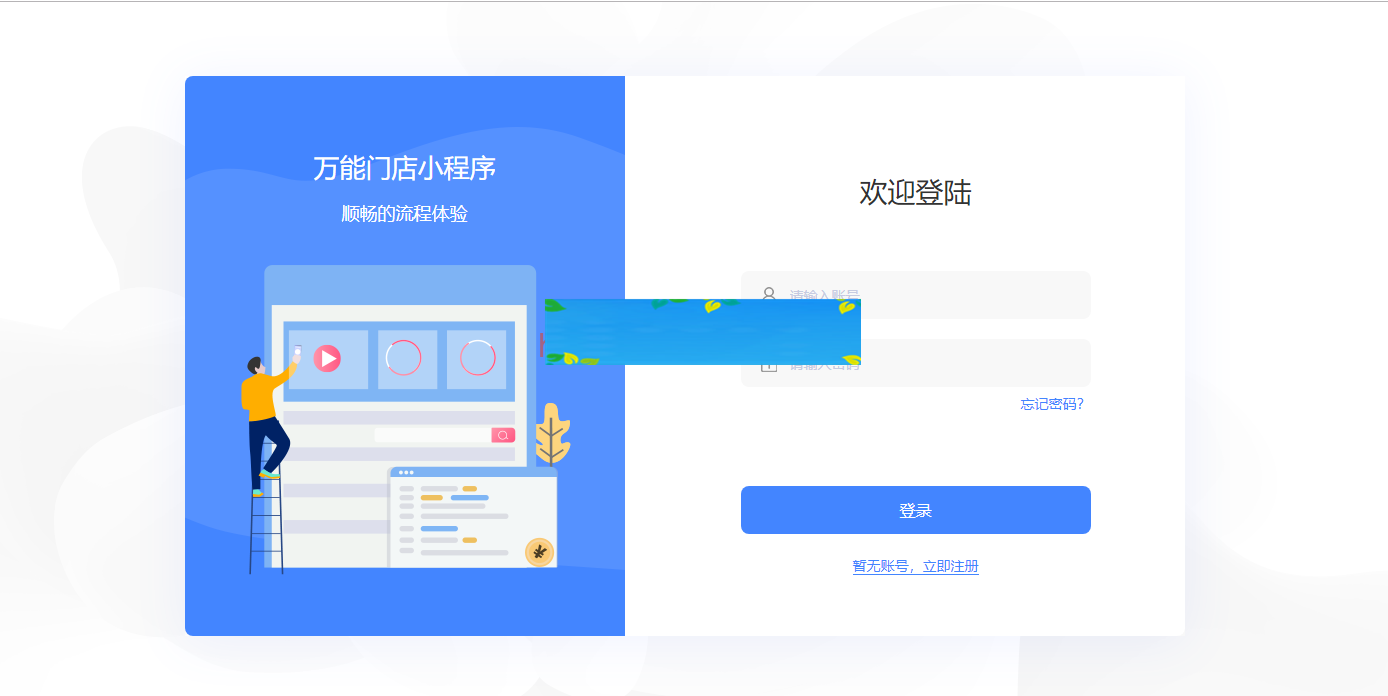 万能门店小程序
顺畅的流程体验
欢迎登陆
请输入账号
请输入密码
忘记密码?
登录
暂无账号，立即注册